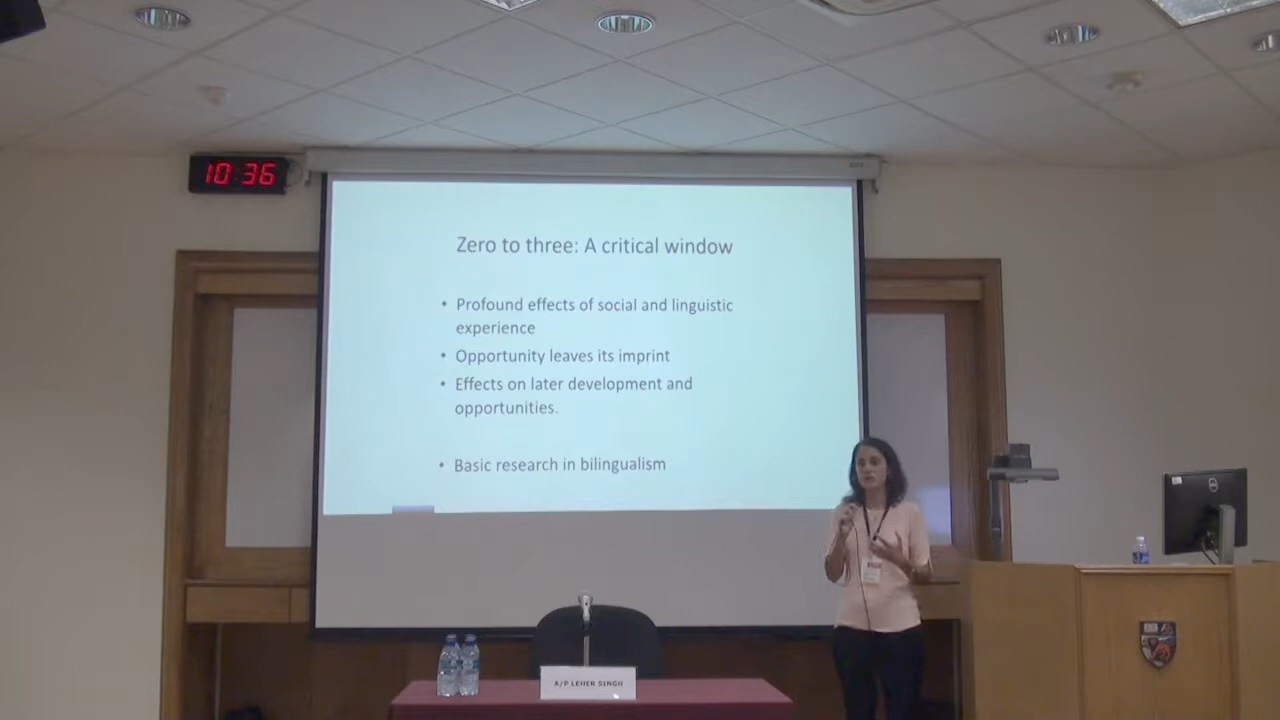 10:36
Zero to three: A critical window
• Profound effects of social and linguistic
experience
• Opportunity leaves its imprint
• Effects on later development and
opportunities.
• Basic research in bilingualism
A/P LEHER SINGH
DELL